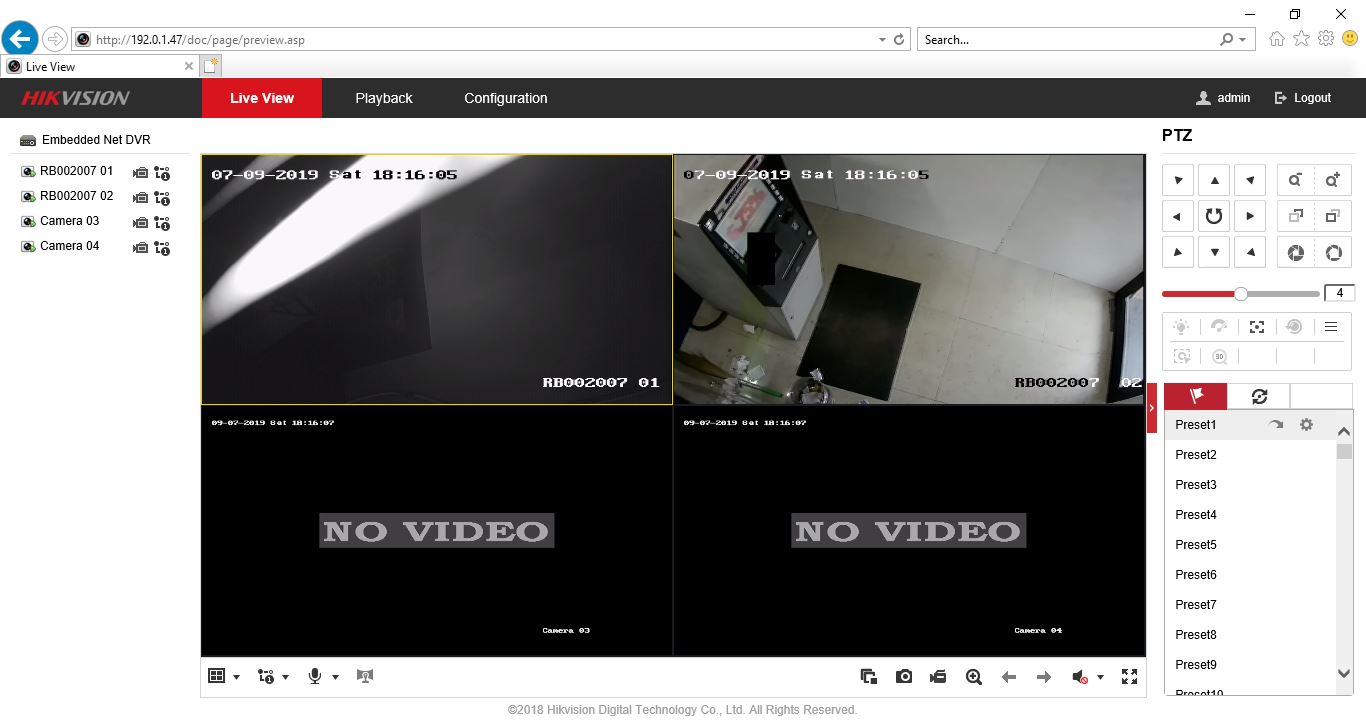 http://192.0.1.47/doc/page/preview.asp
Search...
Live View
HIKVISION
Live View
Playback
Configuration
admin
Logout
Embedded Net DVR
RB002007 01
RB002007 02
Camera 03
Camera 04
07-09-2019 Sat 18:16:05
RB002007 01
07-09-2019 Sat 18:16:05
RB002007 02
09-07-2019 Sat 18:16:07
NO VIDEO
Camera 03
09-07-2019 Sat 18:16:07
NO VIDEO
Camera 04
PTZ
4
3D
Preset1
Preset2
Preset3
Preset4
Preset5
Preset6
Preset7
Preset8
Preset9
Preset10
©2018 Hikvision Digital Technology Co., Ltd. All Rights Reserved.